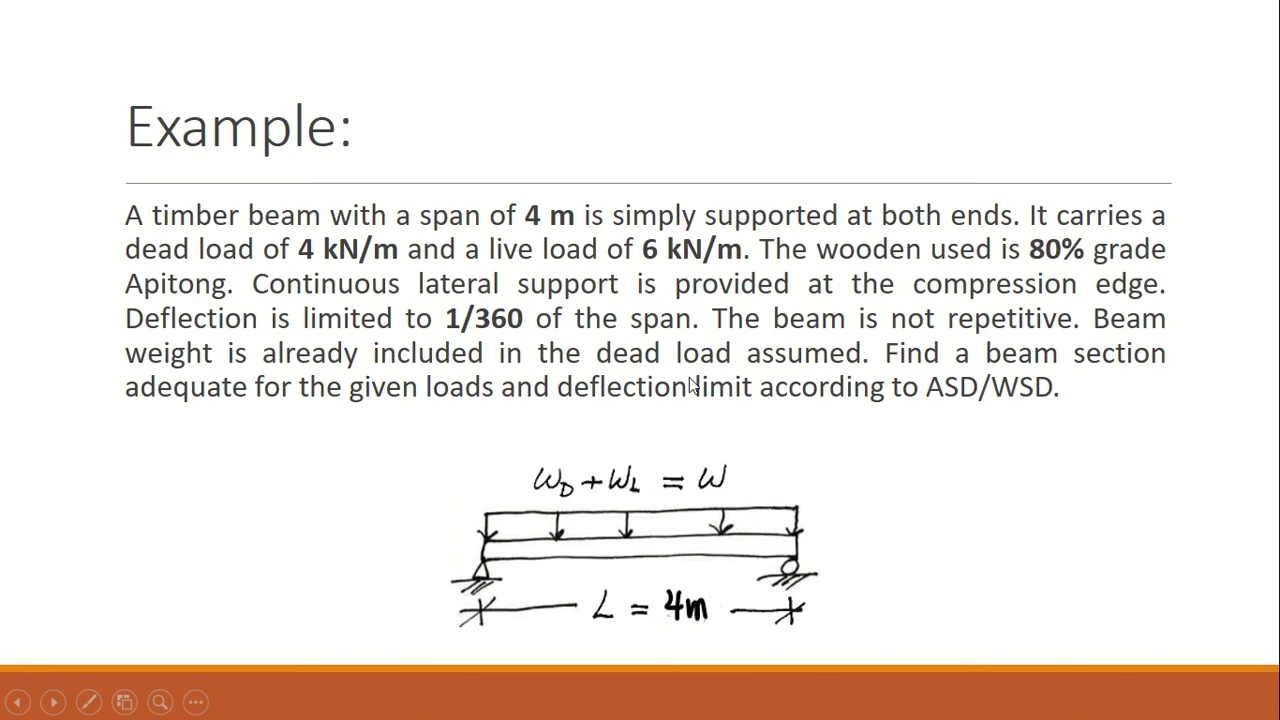 Example:
A timber beam with a span of 4 m is simply supported at both ends. It carries a
dead load of 4 kN/m and a live load of 6 kN/m. The wooden used is 80% grade
Apitong. Continuous lateral support is provided at the compression edge.
Deflection is limited to 1/360 of the span. The beam is not repetitive. Beam
weight is already included in the dead load assumed. Find a beam section
adequate for the given loads and deflection limit according to ASD/WSD.
W_D + W_L = W
L = 4m